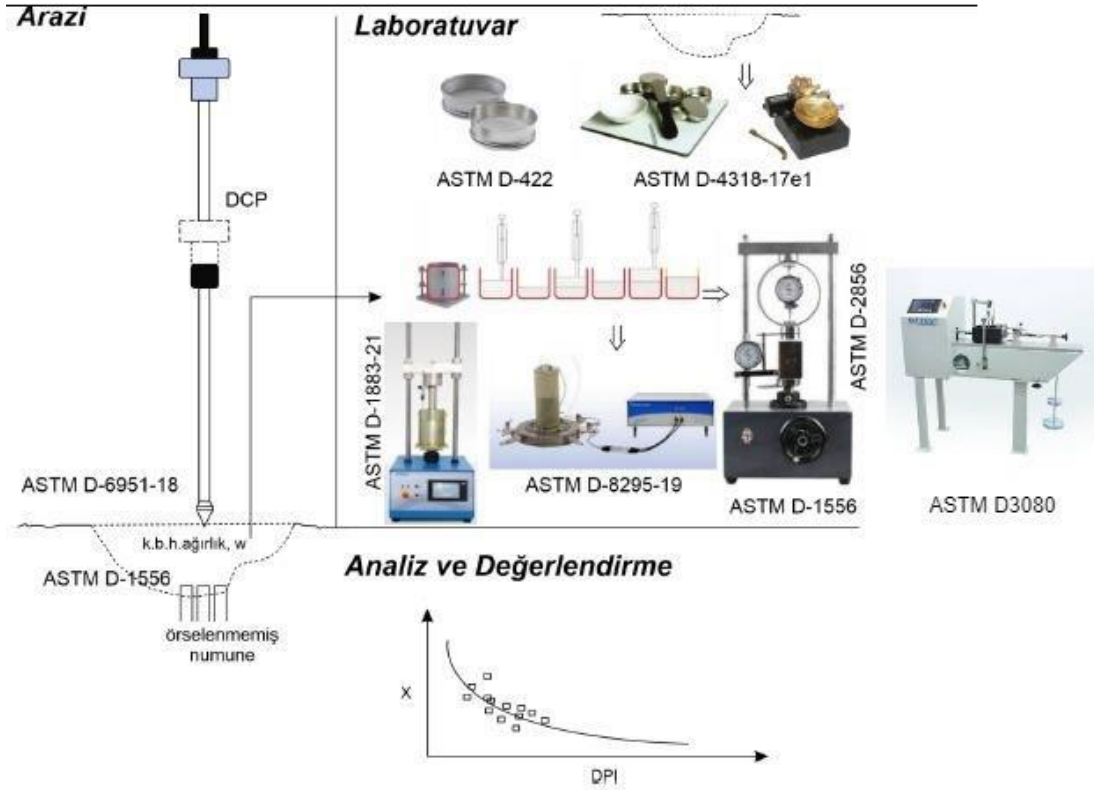 Arazi
DCP
ASTM D-6951-18
k.b.h.ağırlık, w
ASTM D-1556
örselenmemiş
numune
Laboratuvar
ASTM D-422
ASTM D-4318-17e1
ASTM D-1883-21
ASTM D-8295-19
ASTM D-2856
ASTM D-1556
ASTM D3080
Analiz ve Değerlendirme
X
DPI